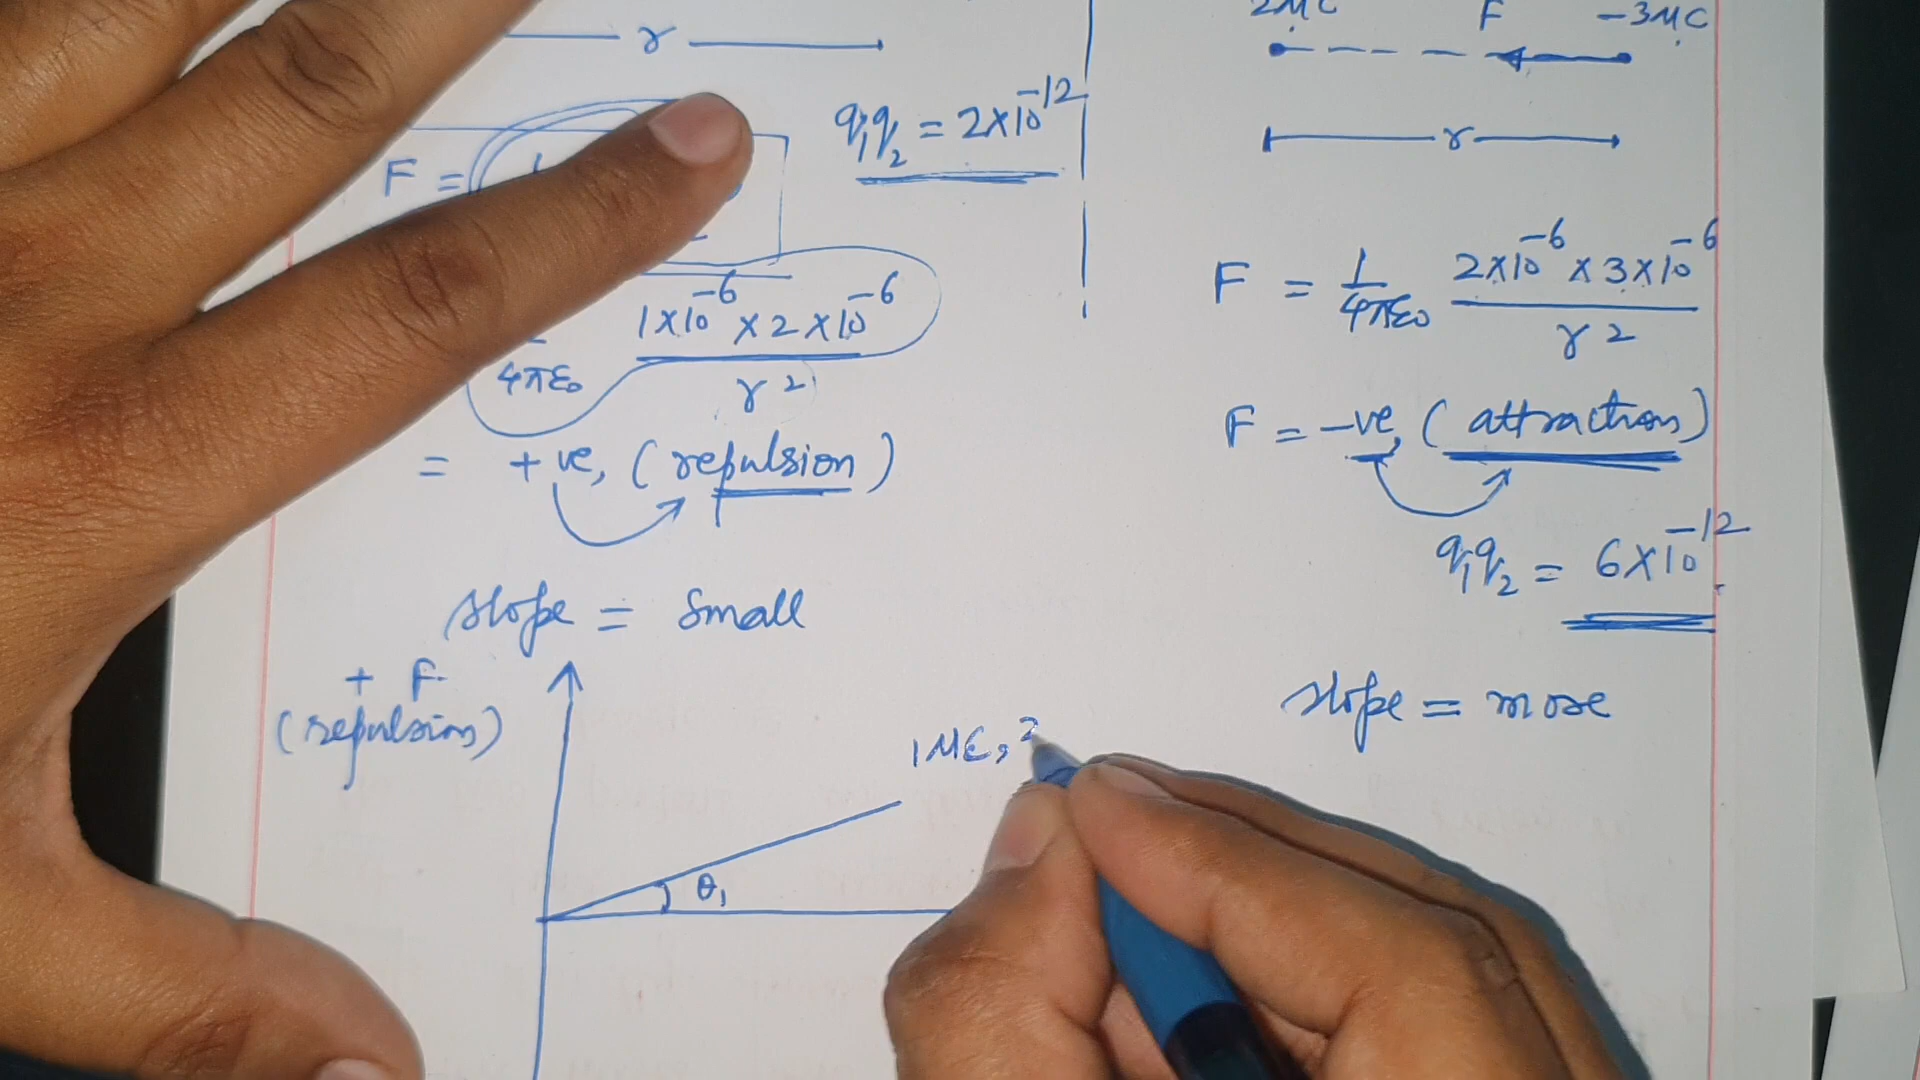 r
q₁q₂ = 2×10⁻¹²
F =
1×10⁻⁶ × 2×10⁻⁶
4πε₀ r²
= +ve, (repulsion)
slope = small
+ F
(repulsion)
1μC, 2
θ₁
2μC F -3μC
r
F = 1/4πε₀ 2×10⁻⁶ × 3×10⁻⁶ / r²
F = -ve, (attraction)
q₁q₂ = 6×10⁻¹²
slope = more